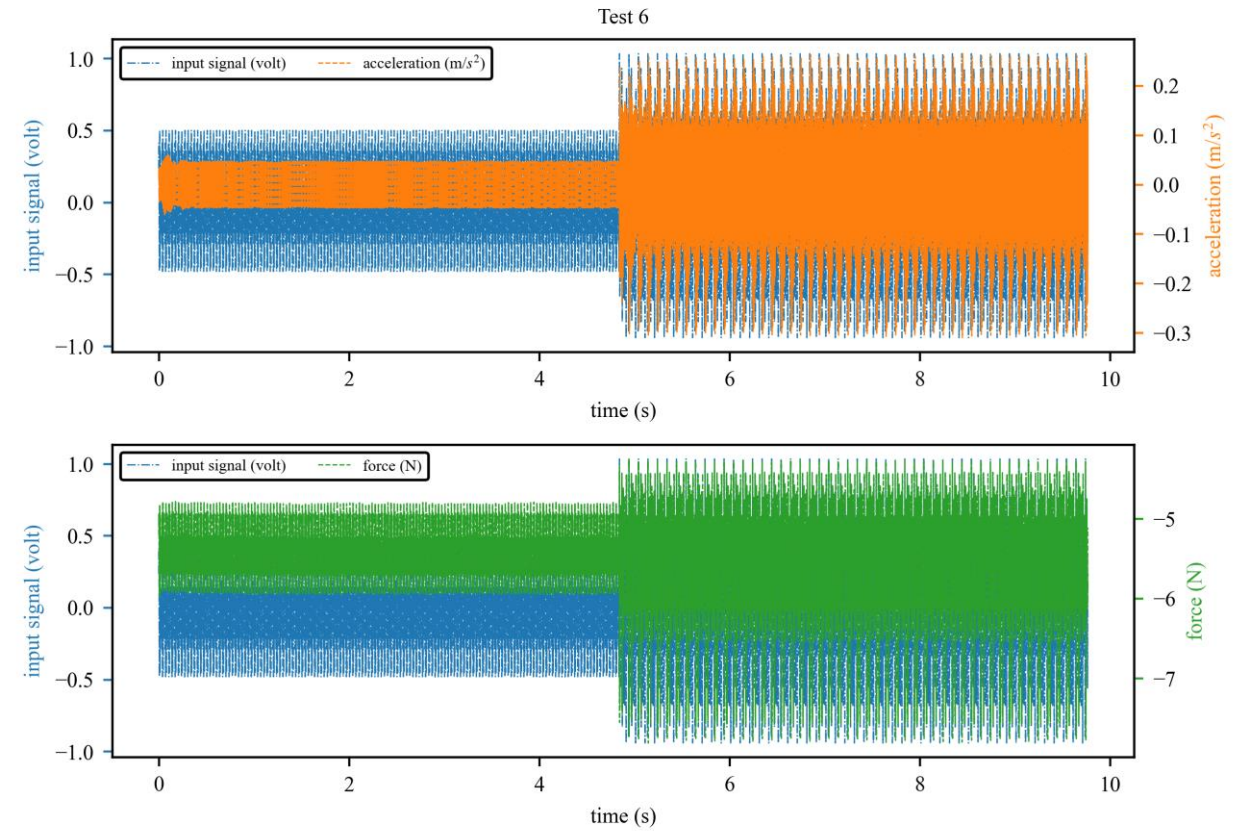 Test 6
input signal (volt) acceleration (m/s²)
1.0
0.5
0.0
−0.5
−1.0
input signal (volt)
0.2
0.1
0.0
−0.1
−0.2
−0.3
acceleration (m/s²)
0 2 4 6 8 10
time (s)
input signal (volt) force (N)
1.0
0.5
0.0
−0.5
−1.0
input signal (volt)
−5
−6
−7
force (N)
0 2 4 6 8 10
time (s)